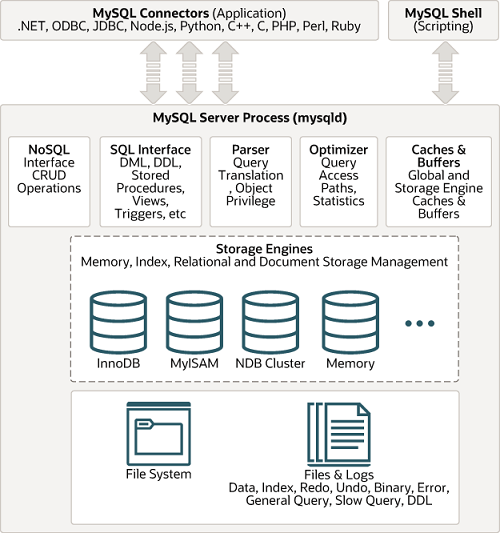 MySQL Connectors (Application)
.NET, ODBC, JDBC, Node.js, Python, C++, C, PHP, Perl, Ruby
MySQL Shell
(Scripting)
MySQL Server Process (mysqld)
NoSQL
Interface
CRUD
Operations
SQL Interface
DML, DDL,
Stored
Procedures,
Views,
Triggers, etc
Parser
Query
Translation
, Object
Privilege
Optimizer
Query
Access
Paths,
Statistics
Caches &
Buffers
Global and
Storage Engine
Caches &
Buffers
Storage Engines
Memory, Index, Relational and Document Storage Management
InnoDB
MyISAM
NDB Cluster
Memory
File System
Files & Logs
Data, Index, Redo, Undo, Binary, Error,
General Query, Slow Query, DDL